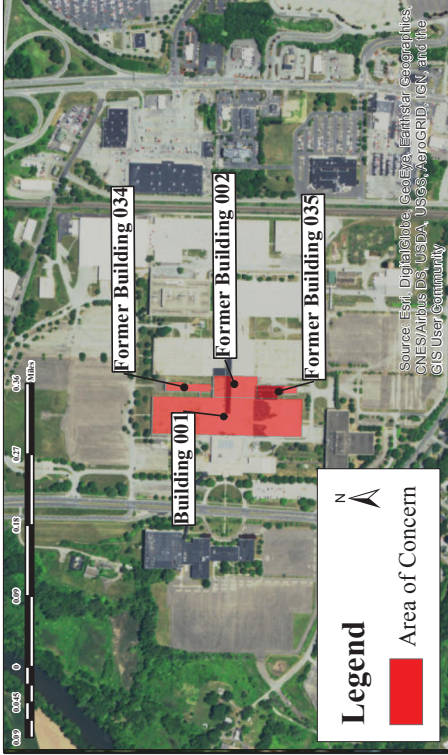 0.09 0.045 0 0.09 0.18 0.27 0.36
Miles
Former Building 034
Former Building 002
Building 001
Former Building 035
Legend
N
Area of Concern
Source: Esri, DigitalGlobe, GeoEye, Earthstar Geographics,
CNES/Airbus DS, USDA, USGS, AeroGRID, IGN, and the
GIS User Community